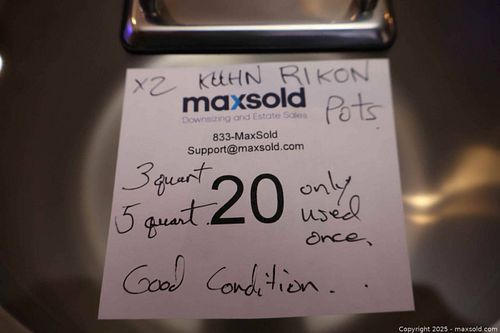 x2 KUHN RIKON
maxsold
Pots.
Downsizing and Estate Sales
833-MaxSold
Support@maxsold.com
3 quart
5 quart.
20
only
used
once.
Good Condition. . .
Copyright 2025 - maxsold.com